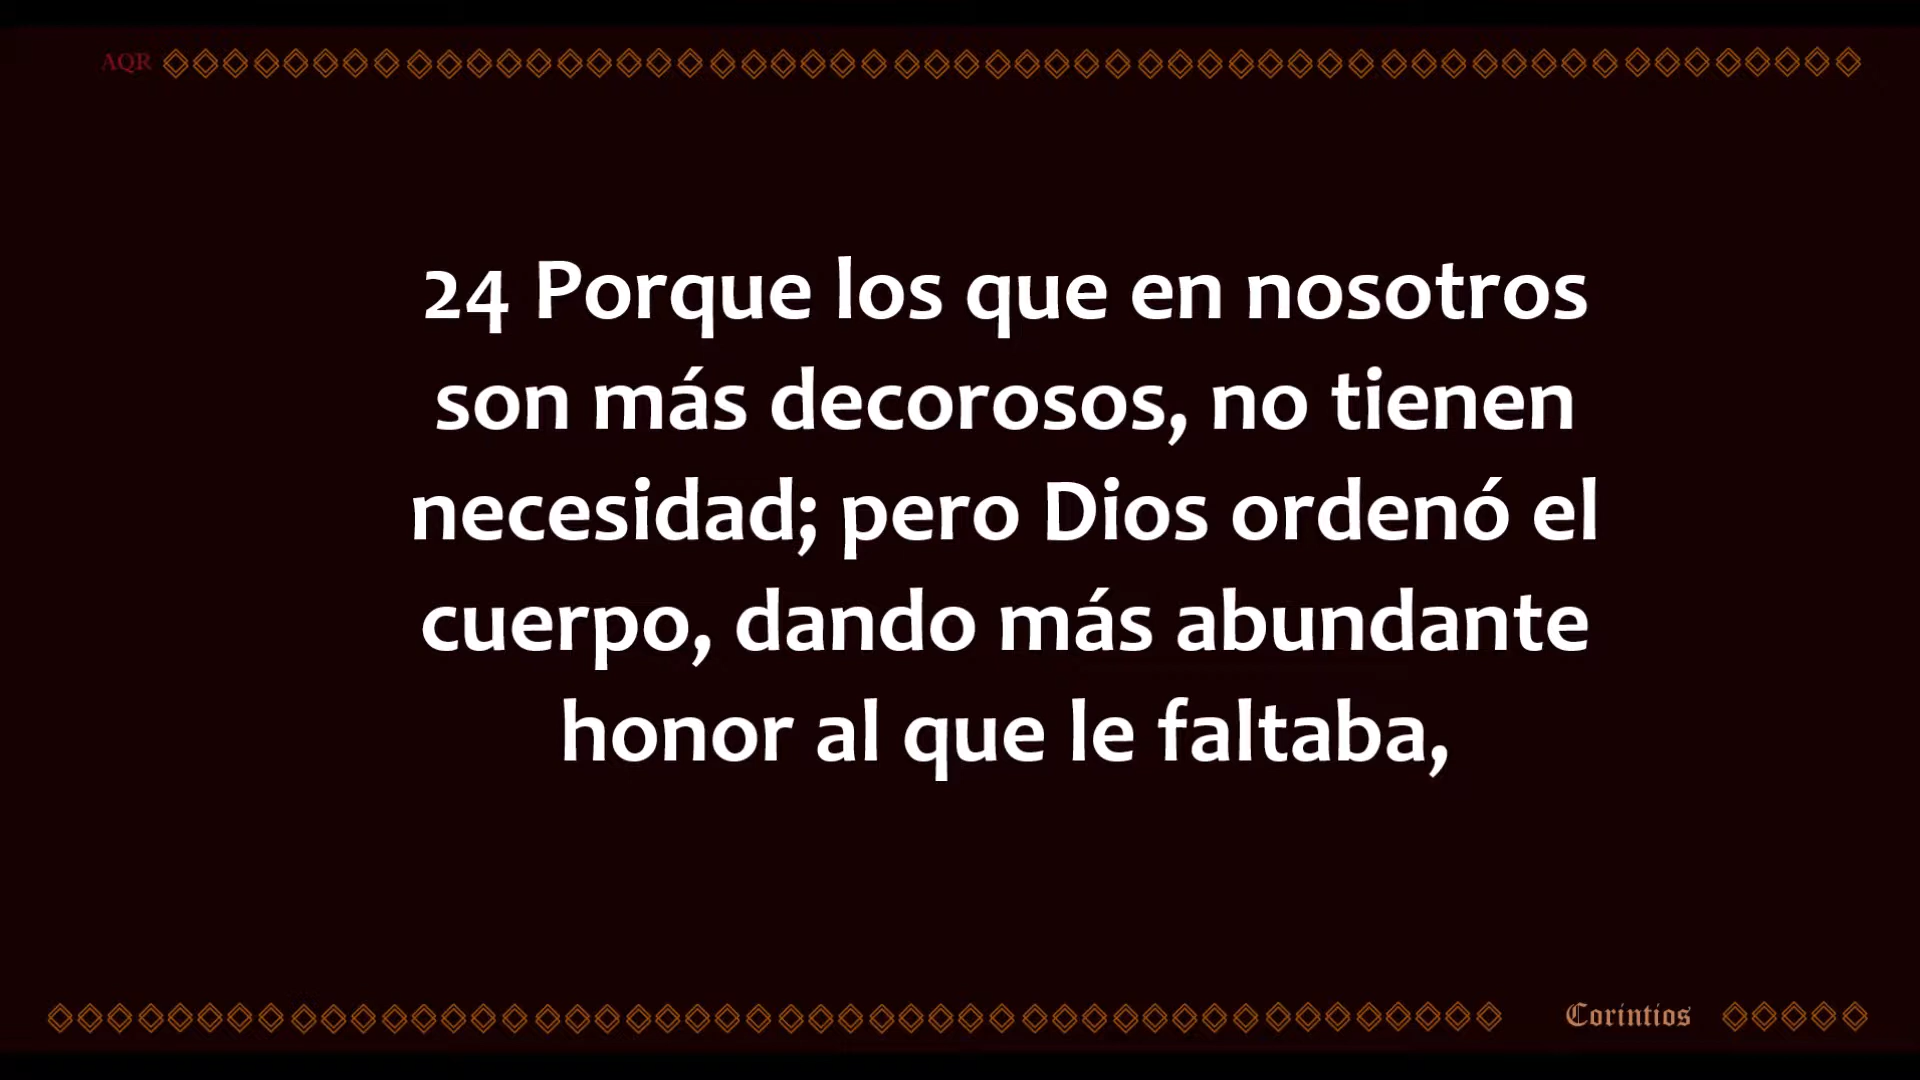 AQR
24 Porque los que en nosotros
son más decorosos, no tienen
necesidad; pero Dios ordenó el
cuerpo, dando más abundante
honor al que le faltaba,
Corintios